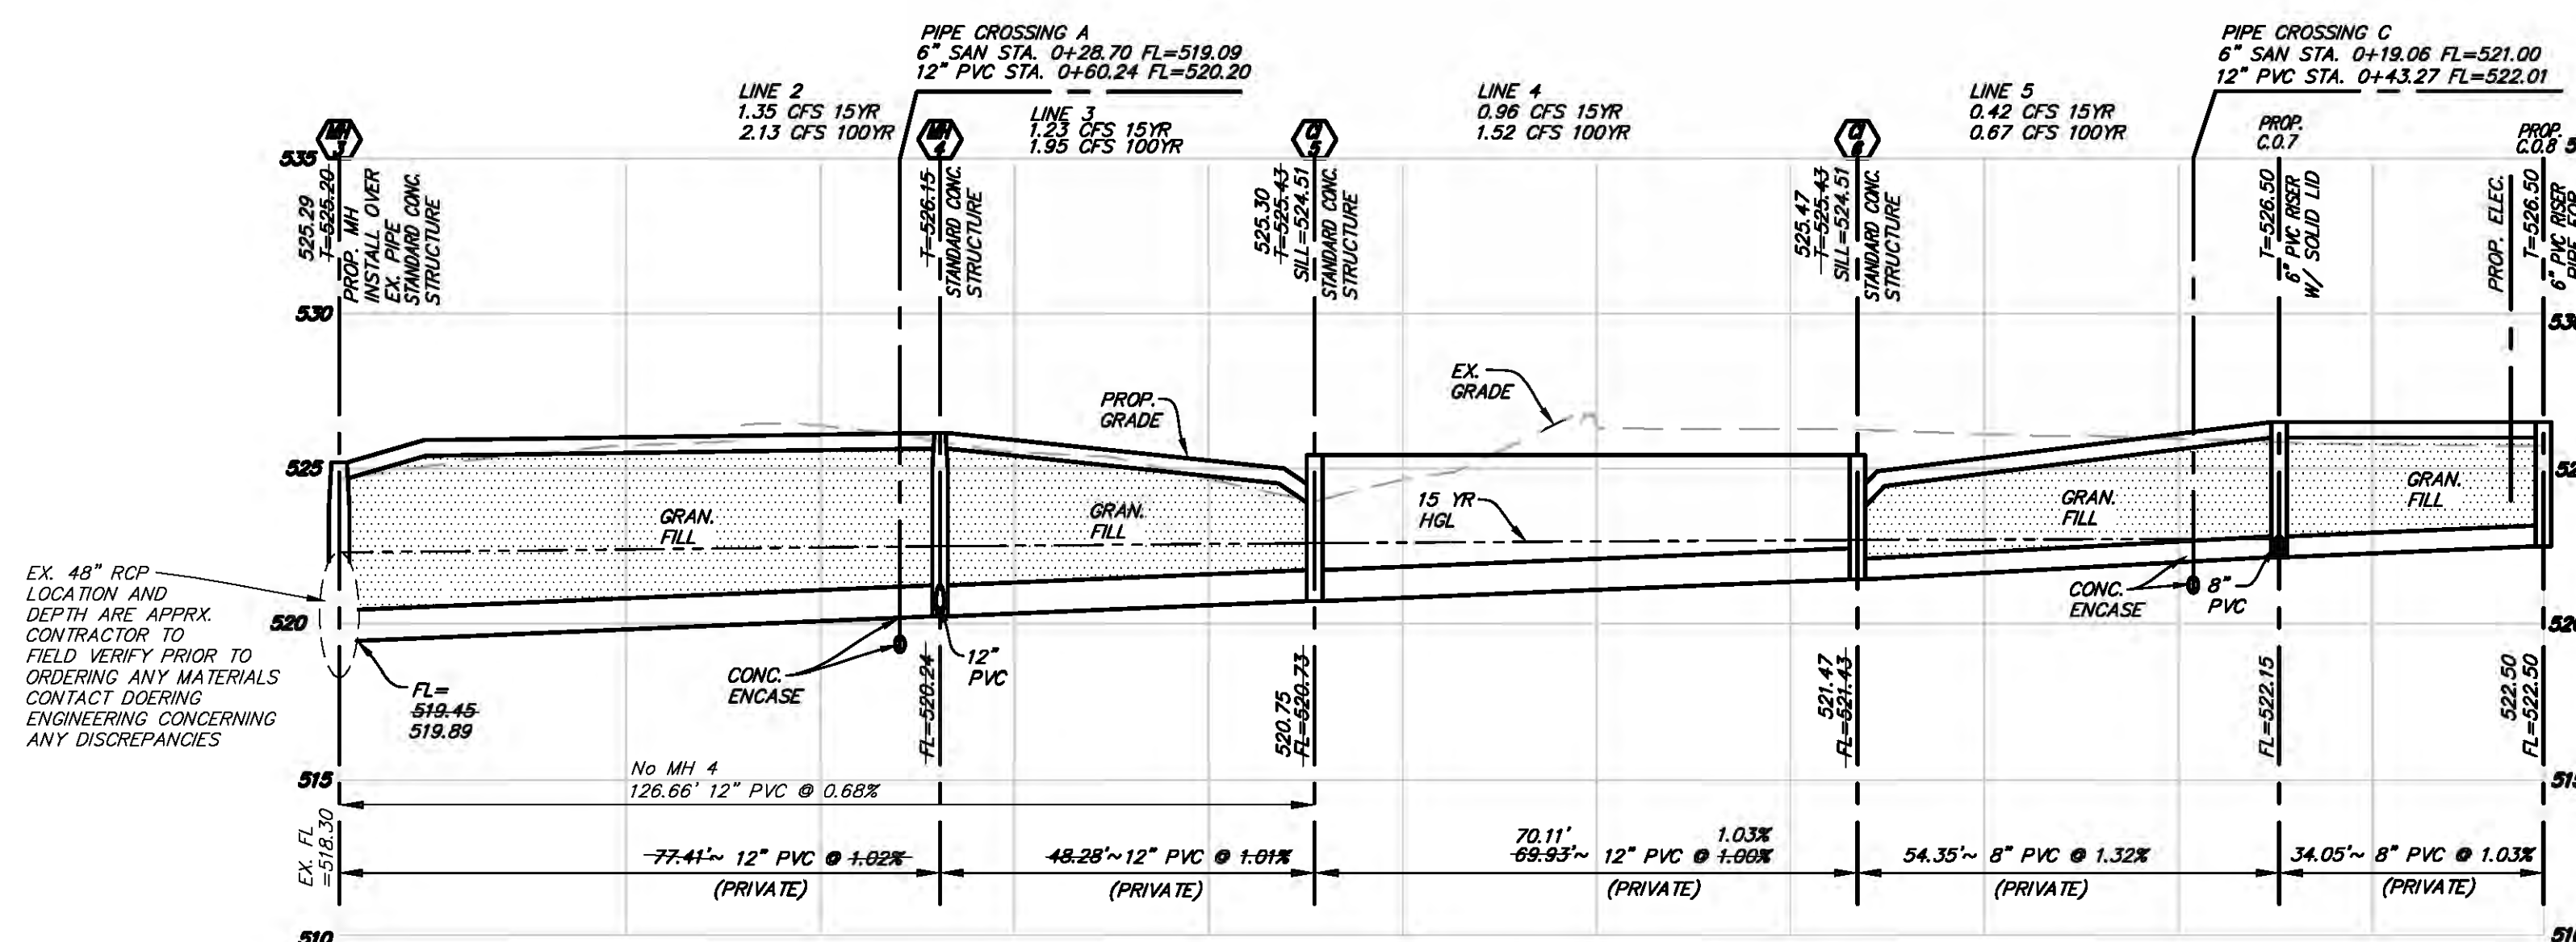 PIPE CROSSING A
6" SAN STA. 0+28.70 FL=519.09
12" PVC STA. 0+60.24 FL=520.20
PIPE CROSSING C
6" SAN STA. 0+19.06 FL=521.00
12" PVC STA. 0+43.27 FL=522.01
LINE 2
1.35 CFS 15YR
2.13 CFS 100YR
LINE 3
1.23 CFS 15YR
1.95 CFS 100YR
LINE 4
0.96 CFS 15YR
1.52 CFS 100YR
LINE 5
0.42 CFS 15YR
0.67 CFS 100YR
MH
3
MH
4
CI
5
CI
6
PROP.
C.O.7
PROP.
C.O.8
535
530
525
520
515
510
525.29
T=525.20
PROP. MH
INSTALL OVER
EX. PIPE
STANDARD CONC.
STRUCTURE
T=526.15
STANDARD CONC.
STRUCTURE
525.30
T=525.43
SILL=524.51
STANDARD CONC.
STRUCTURE
525.47
T=525.43
SILL=524.51
STANDARD CONC.
STRUCTURE
T=526.50
6" PVC RISER
W/ SOLID LID
PROP. ELEC.
T=526.50
6" PVC RISER
PIPE FOR
EX.
GRADE
PROP.
GRADE
15 YR
HGL
GRAN.
FILL
GRAN.
FILL
GRAN.
FILL
GRAN.
FILL
EX. 48" RCP
LOCATION AND
DEPTH ARE APPRX.
CONTRACTOR TO
FIELD VERIFY PRIOR TO
ORDERING ANY MATERIALS
CONTACT DOERING
ENGINEERING CONCERNING
ANY DISCREPANCIES
FL=
519.45
519.89
CONC.
ENCASE
12"
PVC
CONC.
ENCASE
8"
PVC
FL=520.24
520.75
FL=520.73
521.47
FL=521.43
FL=522.15
522.50
FL=522.50
No MH 4
126.66' 12" PVC @ 0.68%
EX. FL
=518.30
77.41'~ 12" PVC @ 1.02%
(PRIVATE)
48.28'~12" PVC @ 1.01%
(PRIVATE)
70.11' 1.03%
69.93'~ 12" PVC @ 1.00%
(PRIVATE)
54.35'~ 8" PVC @ 1.32%
(PRIVATE)
34.05'~ 8" PVC @ 1.03%
(PRIVATE)